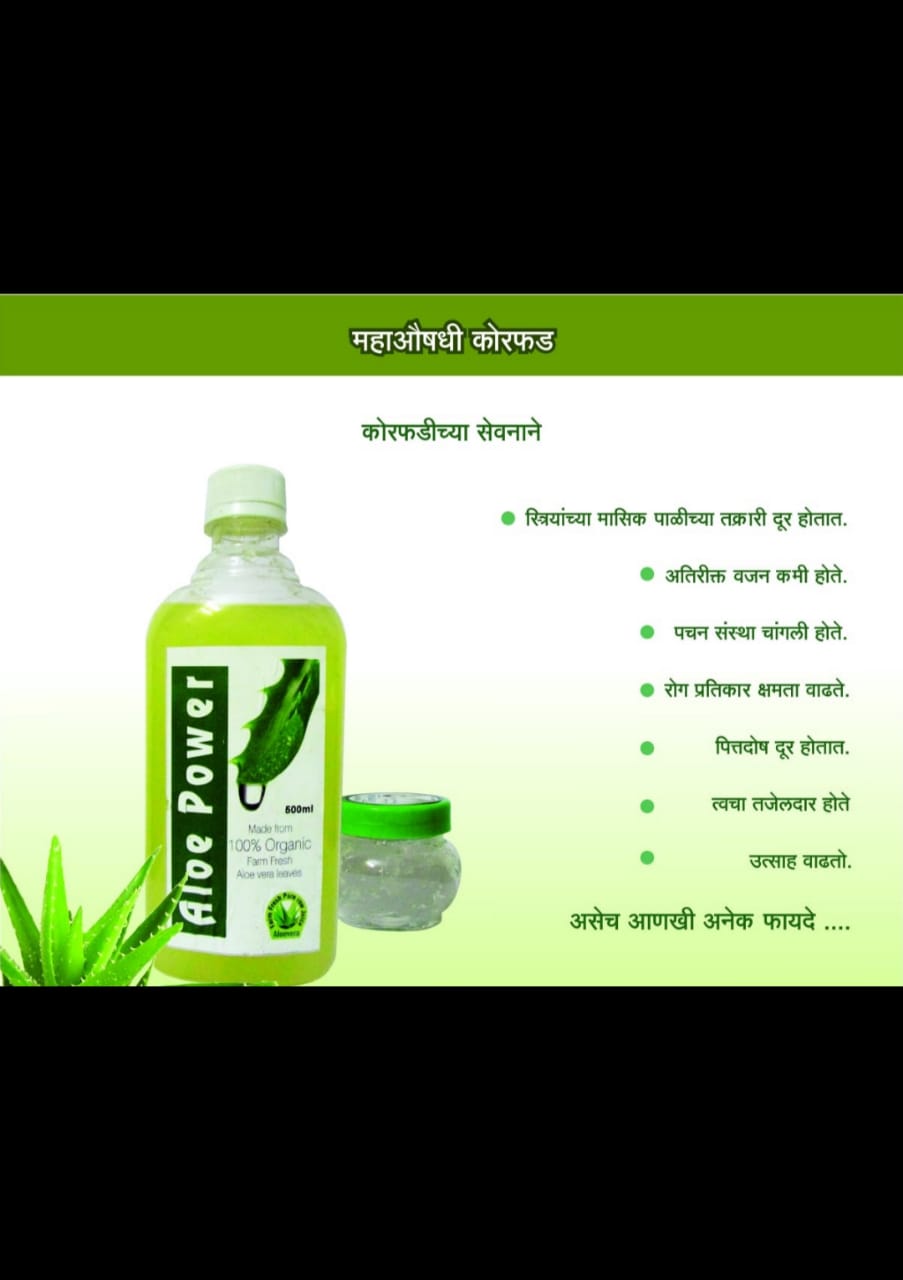 महाऔषधी कोरफड
कोरफडीच्या सेवनाने
स्त्रियांच्या मासिक पाळीच्या तक्रारी दूर होतात.
अतिरीक्त वजन कमी होते.
पचन संस्था चांगली होते.
रोग प्रतिकार क्षमता वाढते.
पित्तदोष दूर होतात.
त्वचा तजेलदार होते
उत्साह वाढतो.
असेच आणखी अनेक फायदे ....
Aloe Power
500ml
Made from
100% Organic
Farm Fresh
Aloe vera leaves
Aloevera